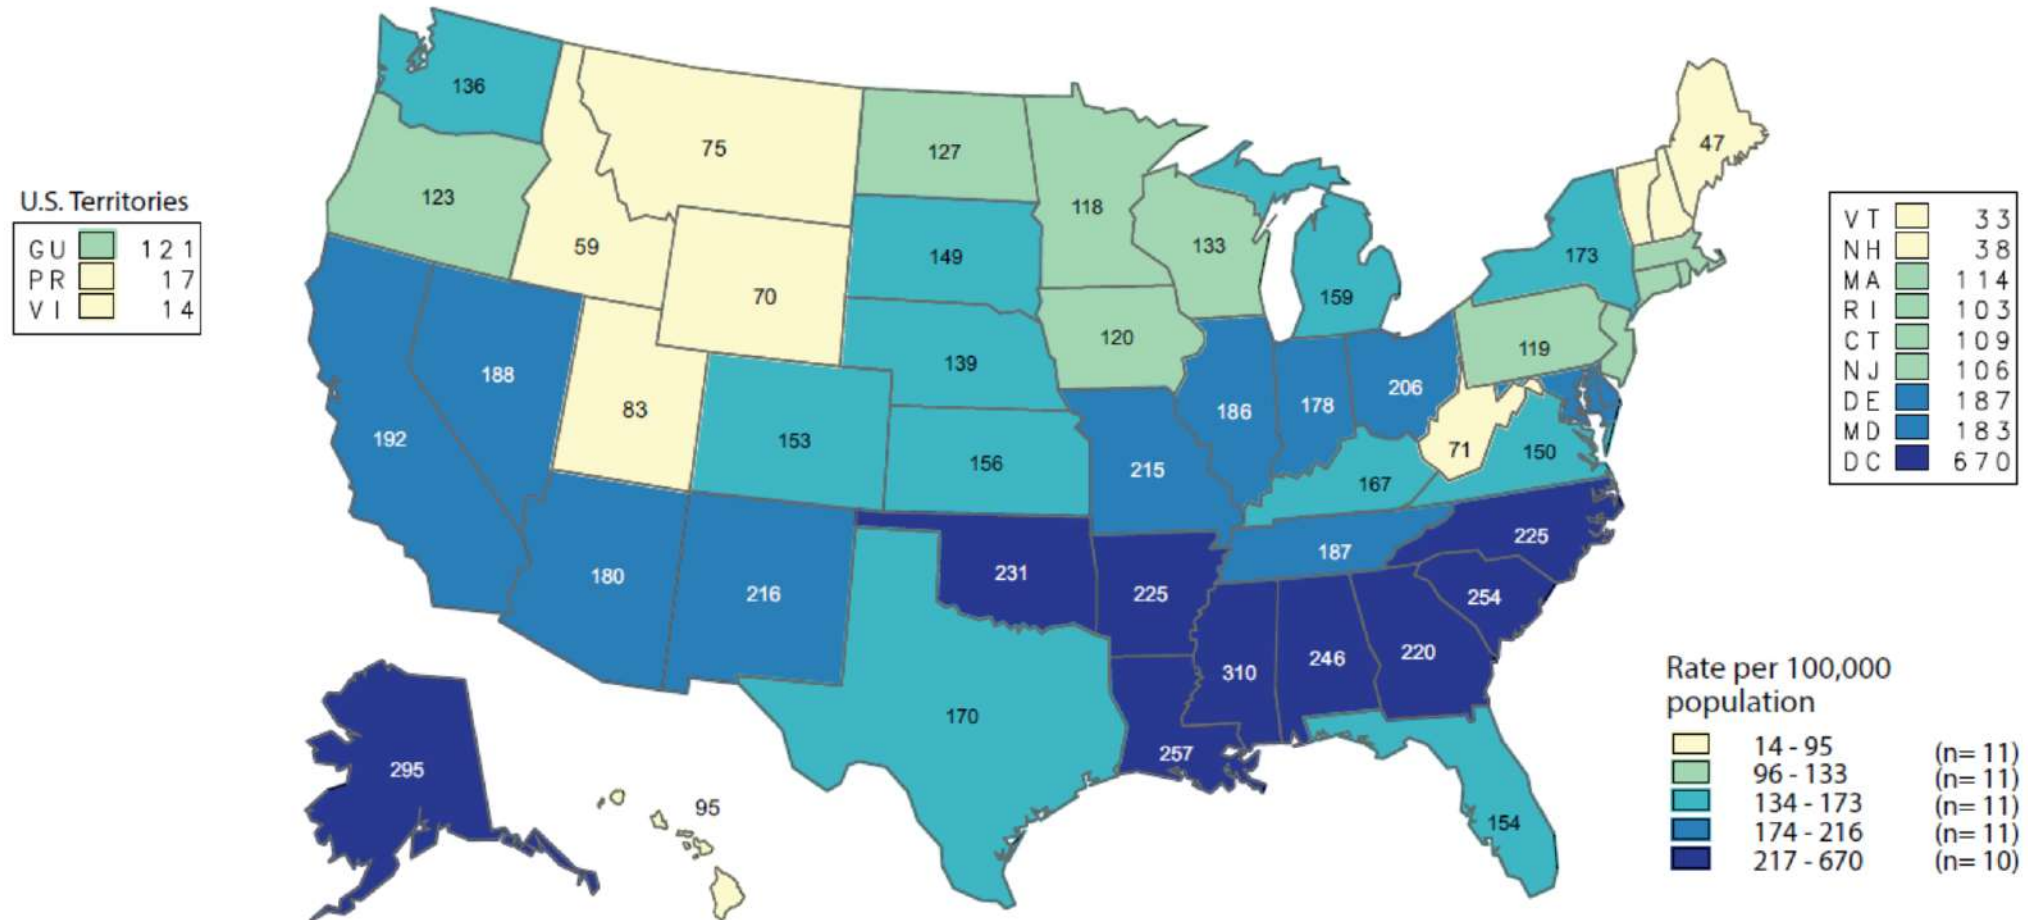 136
47
75
127
118
123
133
59
149
173
70
159
120
119
139
188
206
83
186
178
192
153
71
150
156
215
167
225
187
180
231
216
225
254
310
246
220
170
257
295
95
154
U.S. Territories
GU 121
PR 17
VI 14
VT 33
NH 38
MA 114
RI 103
CT 109
NJ 106
DE 187
MD 183
DC 670
Rate per 100,000
population
14 - 95 (n= 11)
96 - 133 (n= 11)
134 - 173 (n= 11)
174 - 216 (n= 11)
217 - 670 (n= 10)